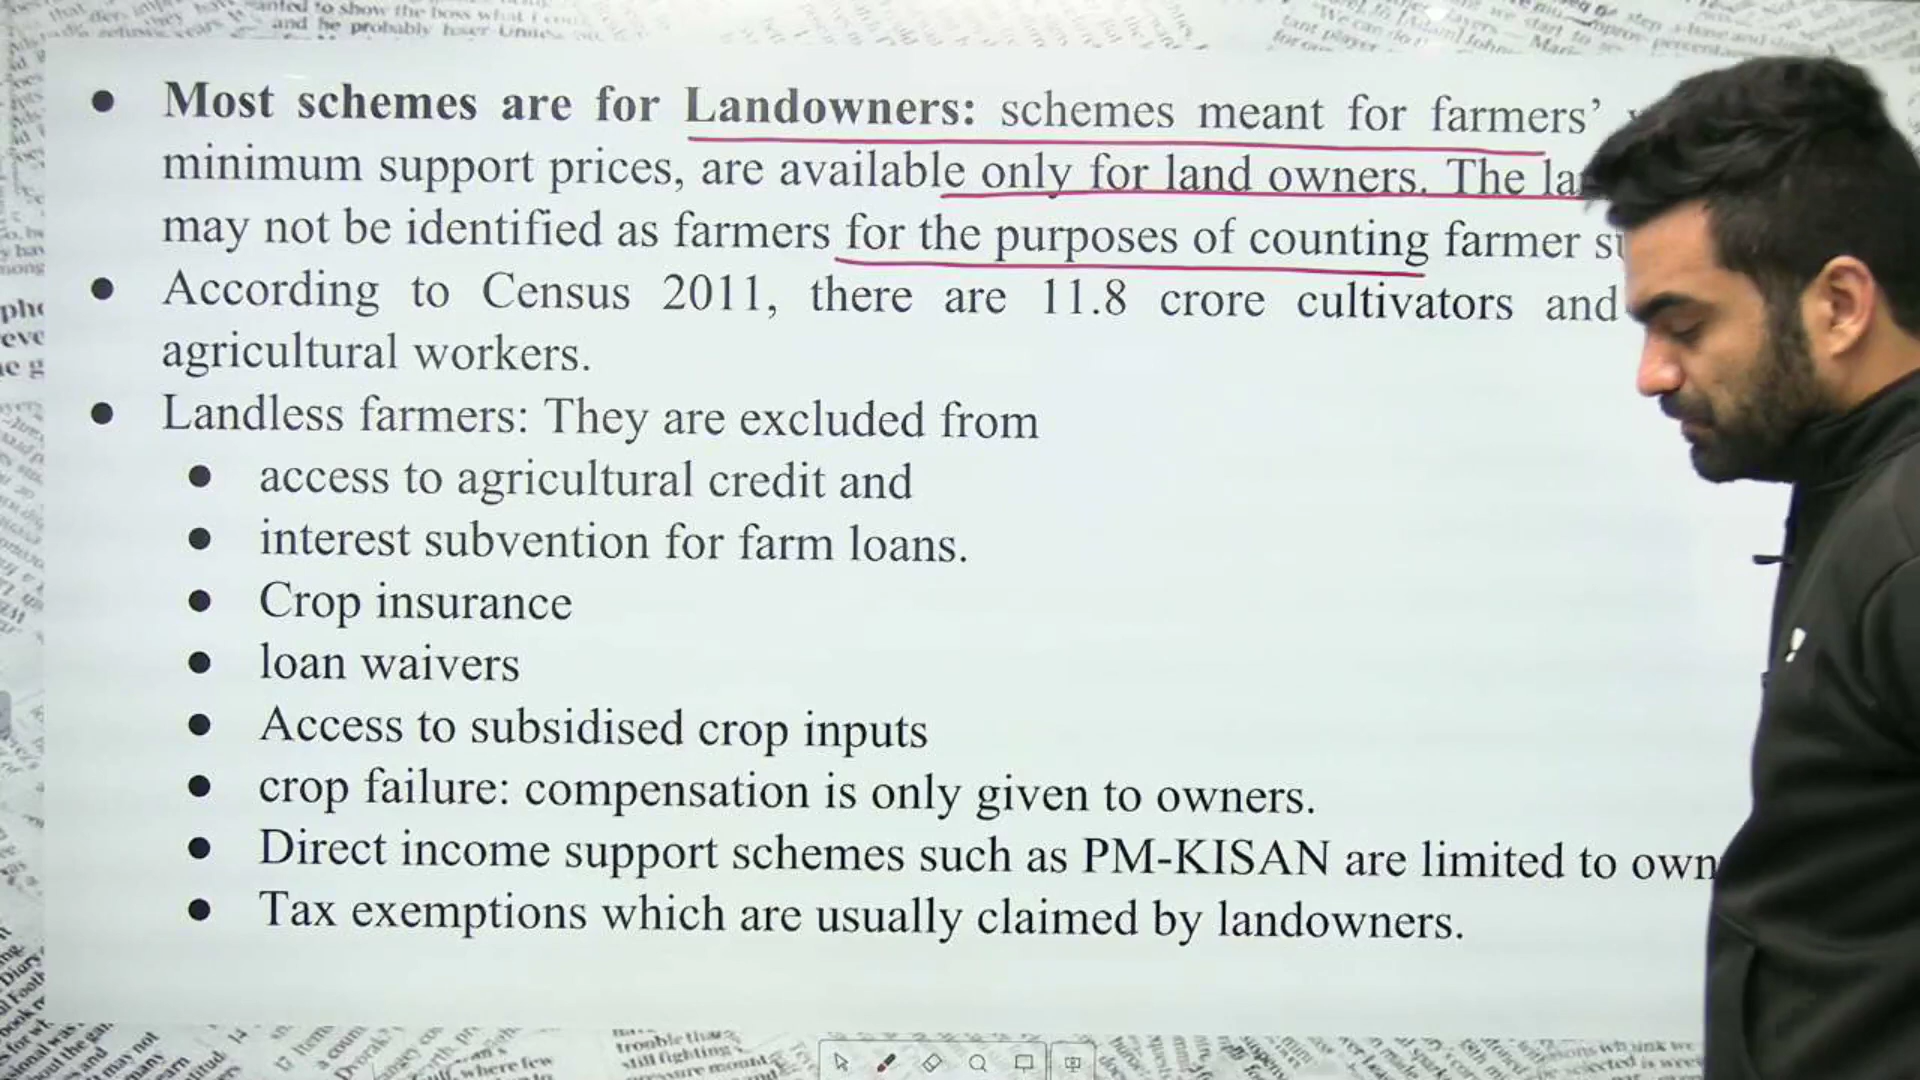 ● Most schemes are for Landowners: schemes meant for farmers’
minimum support prices, are available only for land owners. The
may not be identified as farmers for the purposes of counting farmer
● According to Census 2011, there are 11.8 crore cultivators and
agricultural workers.
● Landless farmers: They are excluded from
● access to agricultural credit and
● interest subvention for farm loans.
● Crop insurance
● loan waivers
● Access to subsidised crop inputs
● crop failure: compensation is only given to owners.
● Direct income support schemes such as PM-KISAN are limited to
● Tax exemptions which are usually claimed by landowners.